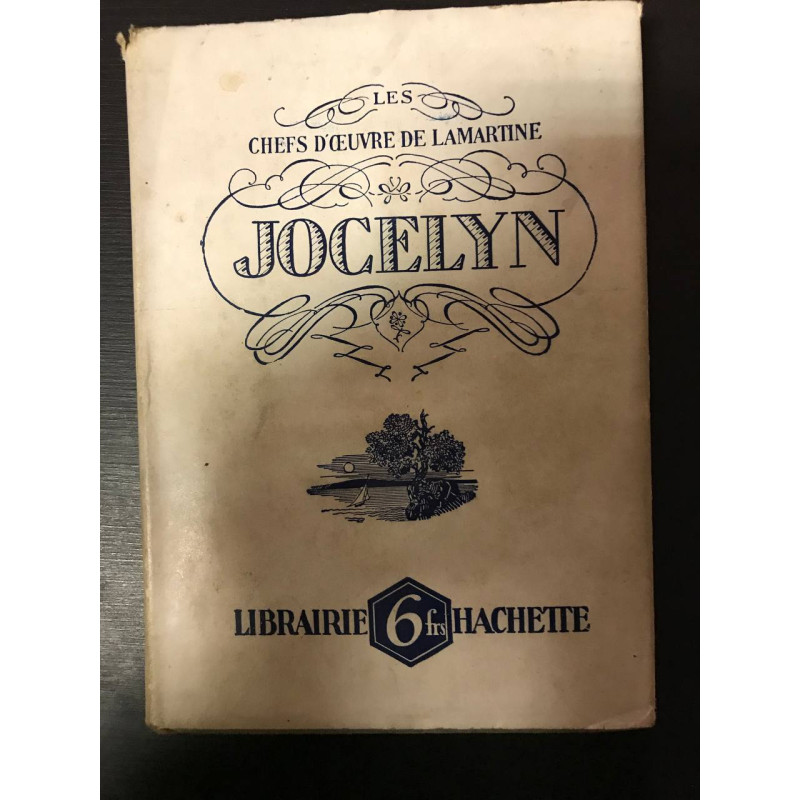 LES
CHEFS D'ŒUVRE DE LAMARTINE
JOCELYN
LIBRAIRIE 6 frs HACHETTE